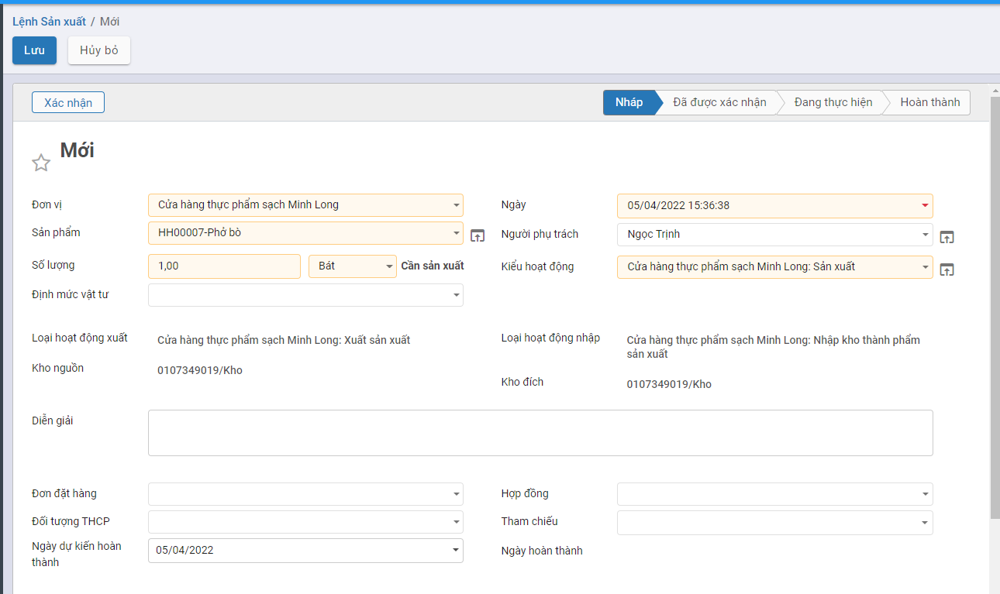 Lệnh Sản xuất / Mới
Lưu Hủy bỏ
Xác nhận Nháp Đã được xác nhận Đang thực hiện Hoàn thành
Mới
Đơn vị Cửa hàng thực phẩm sạch Minh Long Ngày 05/04/2022 15:36:38
Sản phẩm HH00007-Phở bò Người phụ trách Ngọc Trịnh
Số lượng 1,00 Bát Cần sản xuất Kiểu hoạt động Cửa hàng thực phẩm sạch Minh Long: Sản xuất
Định mức vật tư
Loại hoạt động xuất Cửa hàng thực phẩm sạch Minh Long: Xuất sản xuất Loại hoạt động nhập Cửa hàng thực phẩm sạch Minh Long: Nhập kho thành phẩm
sản xuất
Kho nguồn 0107349019/Kho
Kho đích 0107349019/Kho
Diễn giải
Đơn đặt hàng Hợp đồng
Đối tượng THCP Tham chiếu
Ngày dự kiến hoàn
thành 05/04/2022 Ngày hoàn thành